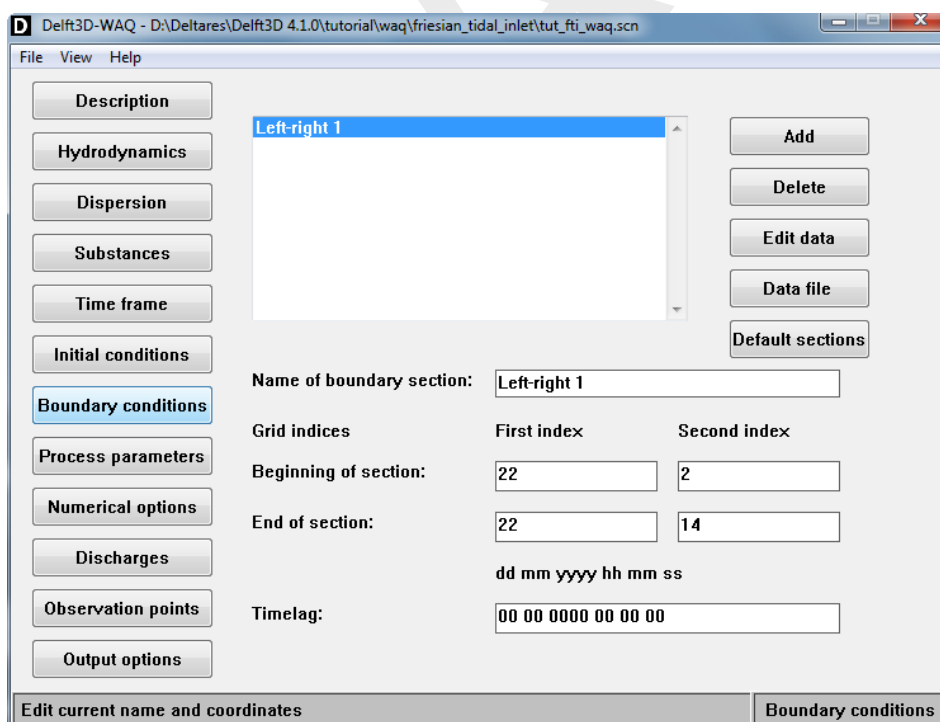 D Delft3D-WAQ - D:\Deltares\Delft3D 4.1.0\tutorial\waq\friesian_tidal_inlet\tut_fti_waq.scn
File View Help
Description
Hydrodynamics
Dispersion
Substances
Time frame
Initial conditions
Boundary conditions
Process parameters
Numerical options
Discharges
Observation points
Output options
Left-right 1
Add
Delete
Edit data
Data file
Default sections
Name of boundary section: Left-right 1
Grid indices First index Second index
Beginning of section: 22 2
End of section: 22 14
dd mm yyyy hh mm ss
Timelag: 00 00 0000 00 00 00
Edit current name and coordinates Boundary conditions